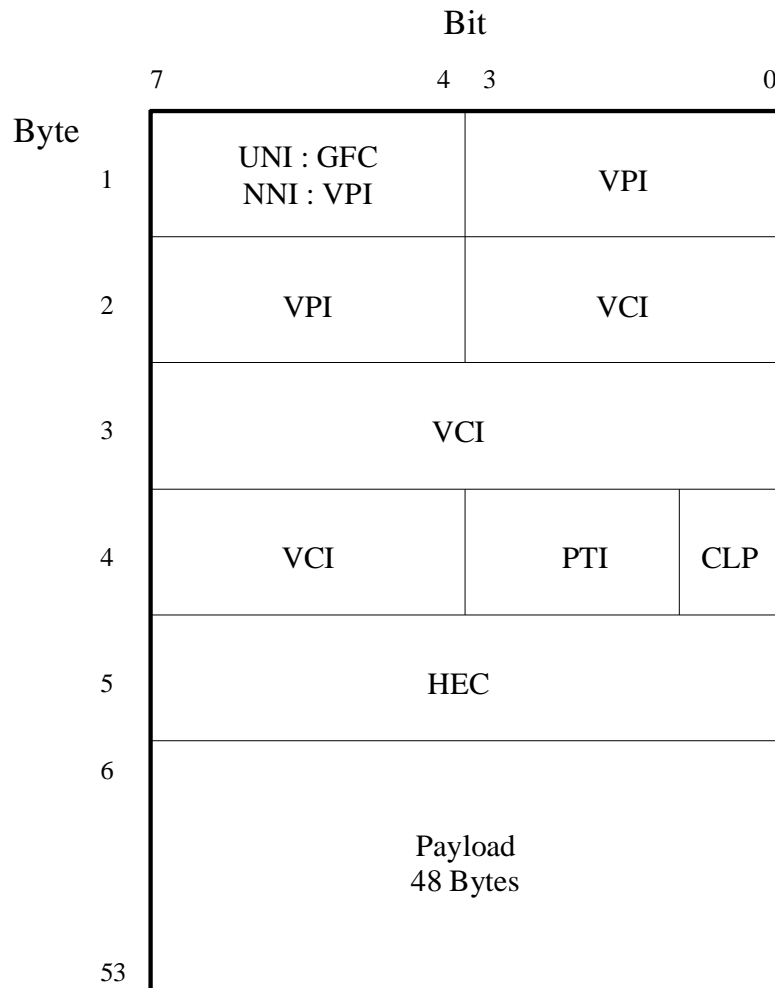 Bit
7 4 3 0
Byte
1
UNI : GFC
NNI : VPI
VPI
2
VPI
VCI
3
VCI
4
VCI
PTI
CLP
5
HEC
6
Payload
48 Bytes
53